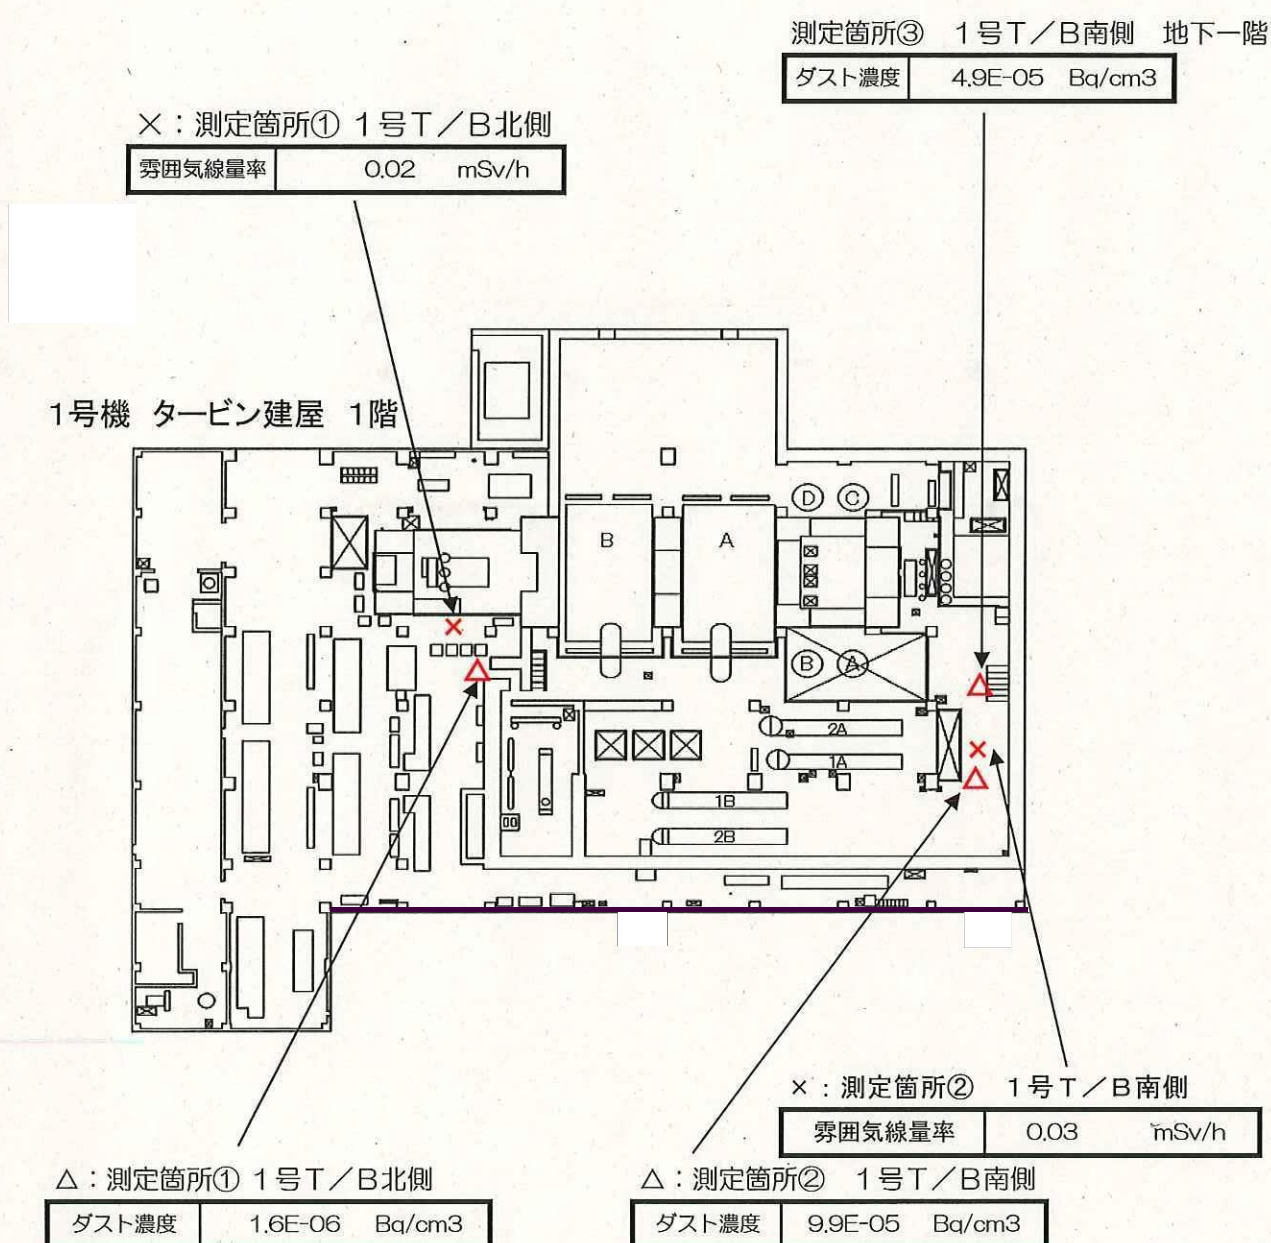 測定箇所③ 1号T／B南側 地下一階
ダスト濃度 4.9E-05 Bq/cm3
×：測定箇所① 1号T／B北側
雰囲気線量率 0.02 mSv/h
1号機 タービン建屋 1階
D C
B A
B A
2A
1A
1B
2B
×：測定箇所② 1号T／B南側
雰囲気線量率 0.03 mSv/h
△：測定箇所① 1号T／B北側
ダスト濃度 1.6E-06 Bq/cm3
△：測定箇所② 1号T／B南側
ダスト濃度 9.9E-05 Bq/cm3